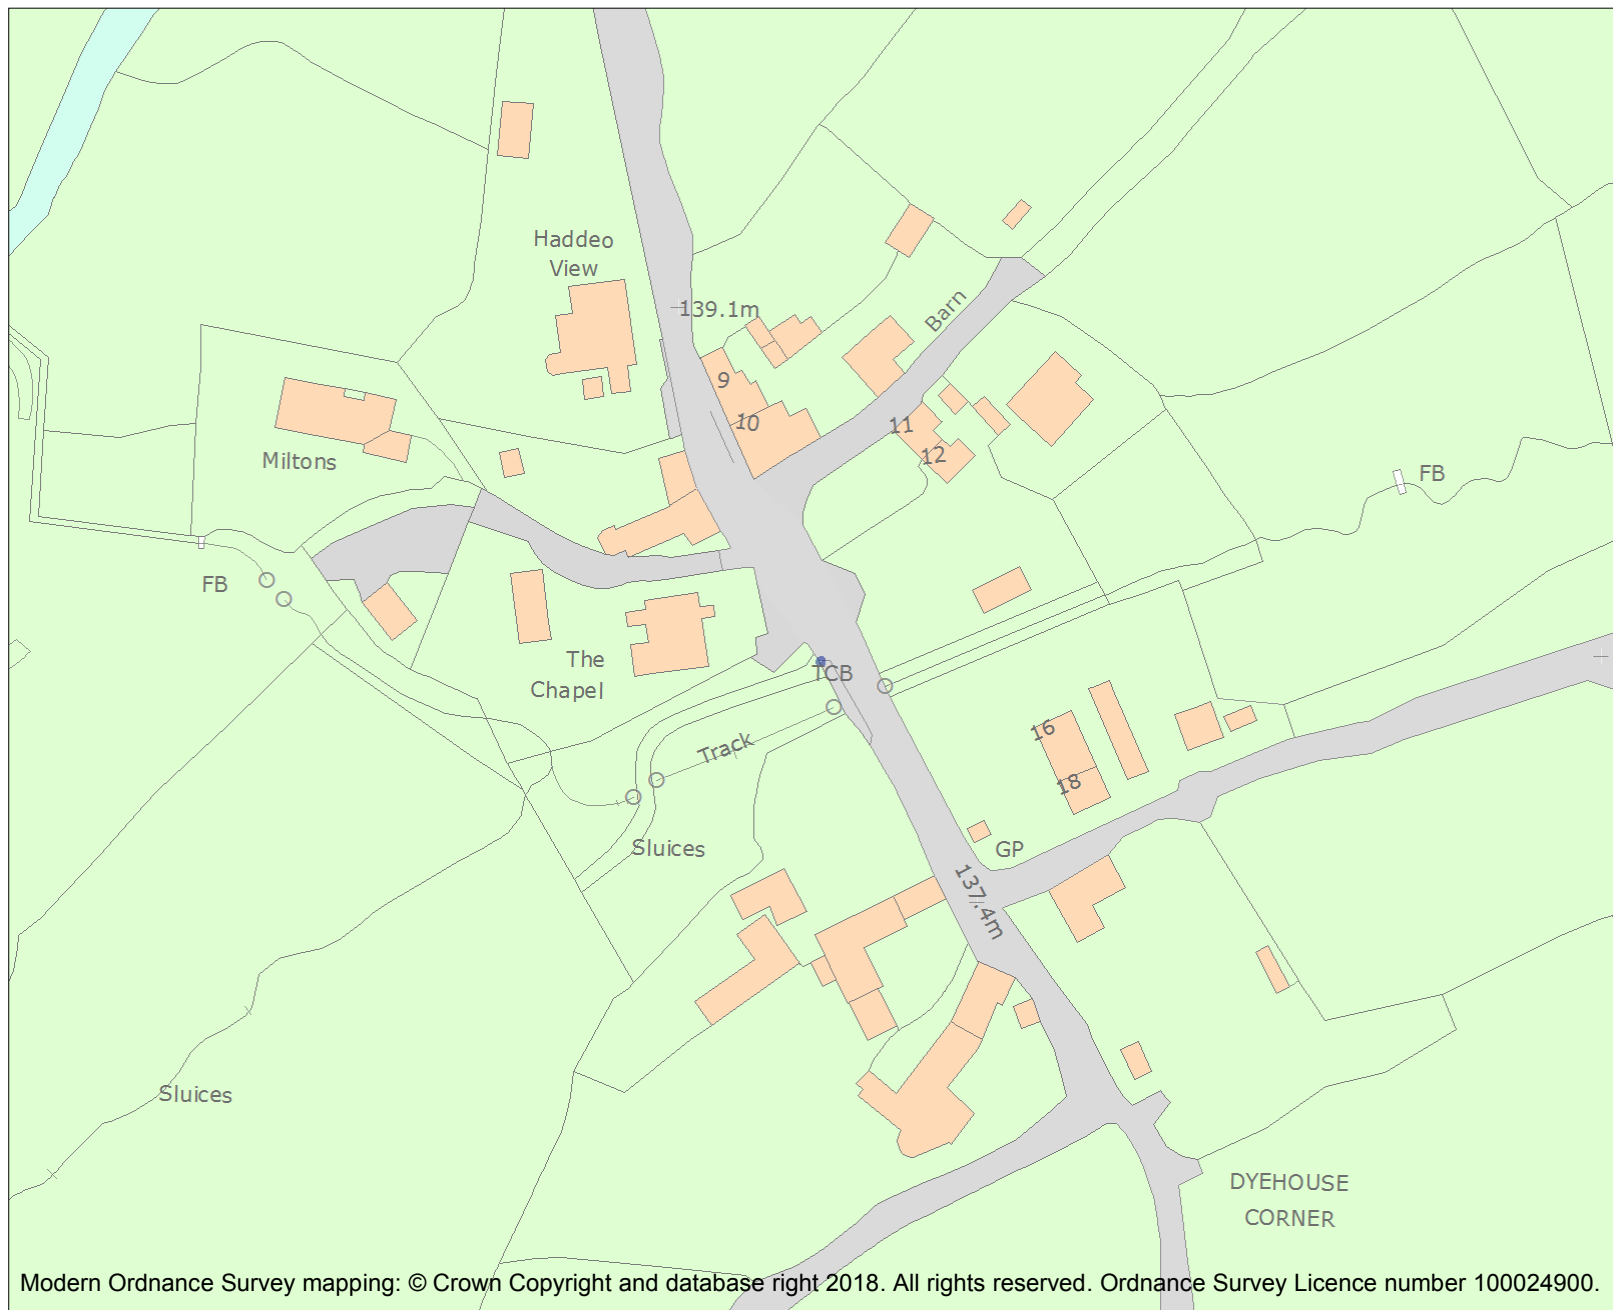 Haddeo
View
139.1m
Barn
9
10
11
12
Miltons
FB
FB
The
Chapel
TCB
Track
16
18
Sluices
GP
137.4m
Sluices
DYEHOUSE
CORNER
Modern Ordnance Survey mapping: © Crown Copyright and database right 2018. All rights reserved. Ordnance Survey Licence number 100024900.